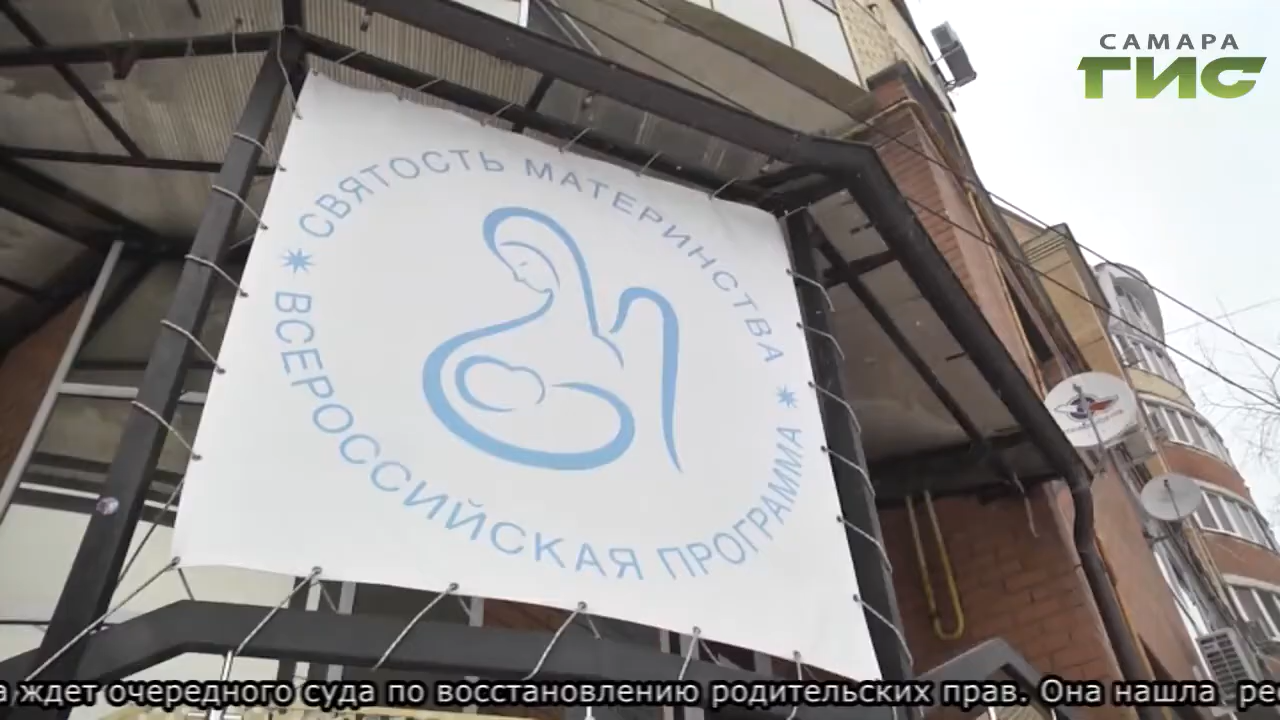 САМАРА
ГИС
СВЯТОСТЬ МАТЕРИНСТВА
ВСЕРОССИЙСКАЯ ПРОГРАММА
ждет очередного суда по восстановлению родительских прав. Она нашла